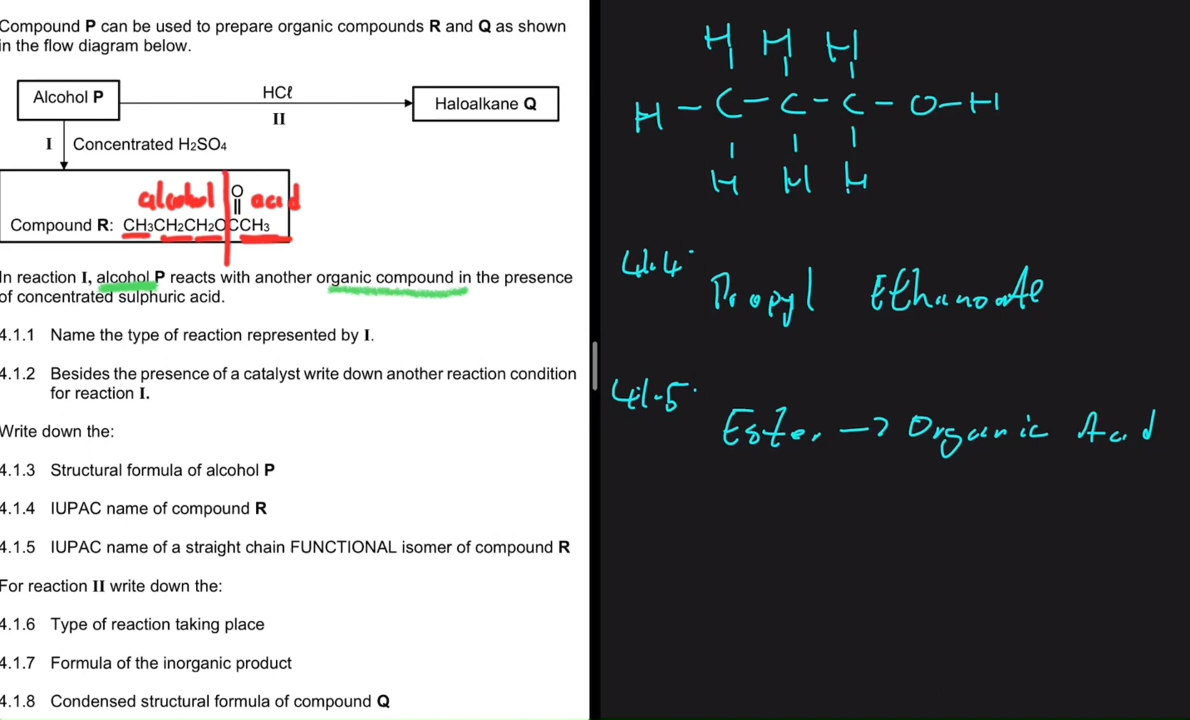 Compound P can be used to prepare organic compounds R and Q as shown
in the flow diagram below.
Alcohol P
HCℓ
II
Haloalkane Q
I Concentrated H2SO4
alcohol acid
O
Compound R: CH3CH2CH2OCCH3
In reaction I, alcohol P reacts with another organic compound in the presence
of concentrated sulphuric acid.
4.1.1 Name the type of reaction represented by I.
4.1.2 Besides the presence of a catalyst write down another reaction condition
for reaction I.
Write down the:
4.1.3 Structural formula of alcohol P
4.1.4 IUPAC name of compound R
4.1.5 IUPAC name of a straight chain FUNCTIONAL isomer of compound R
For reaction II write down the:
4.1.6 Type of reaction taking place
4.1.7 Formula of the inorganic product
4.1.8 Condensed structural formula of compound Q
H H H
H - C - C - C - O - H
H H H
4.1.4
Propyl Ethanoate
4.1.5
Ester → Organic Acid